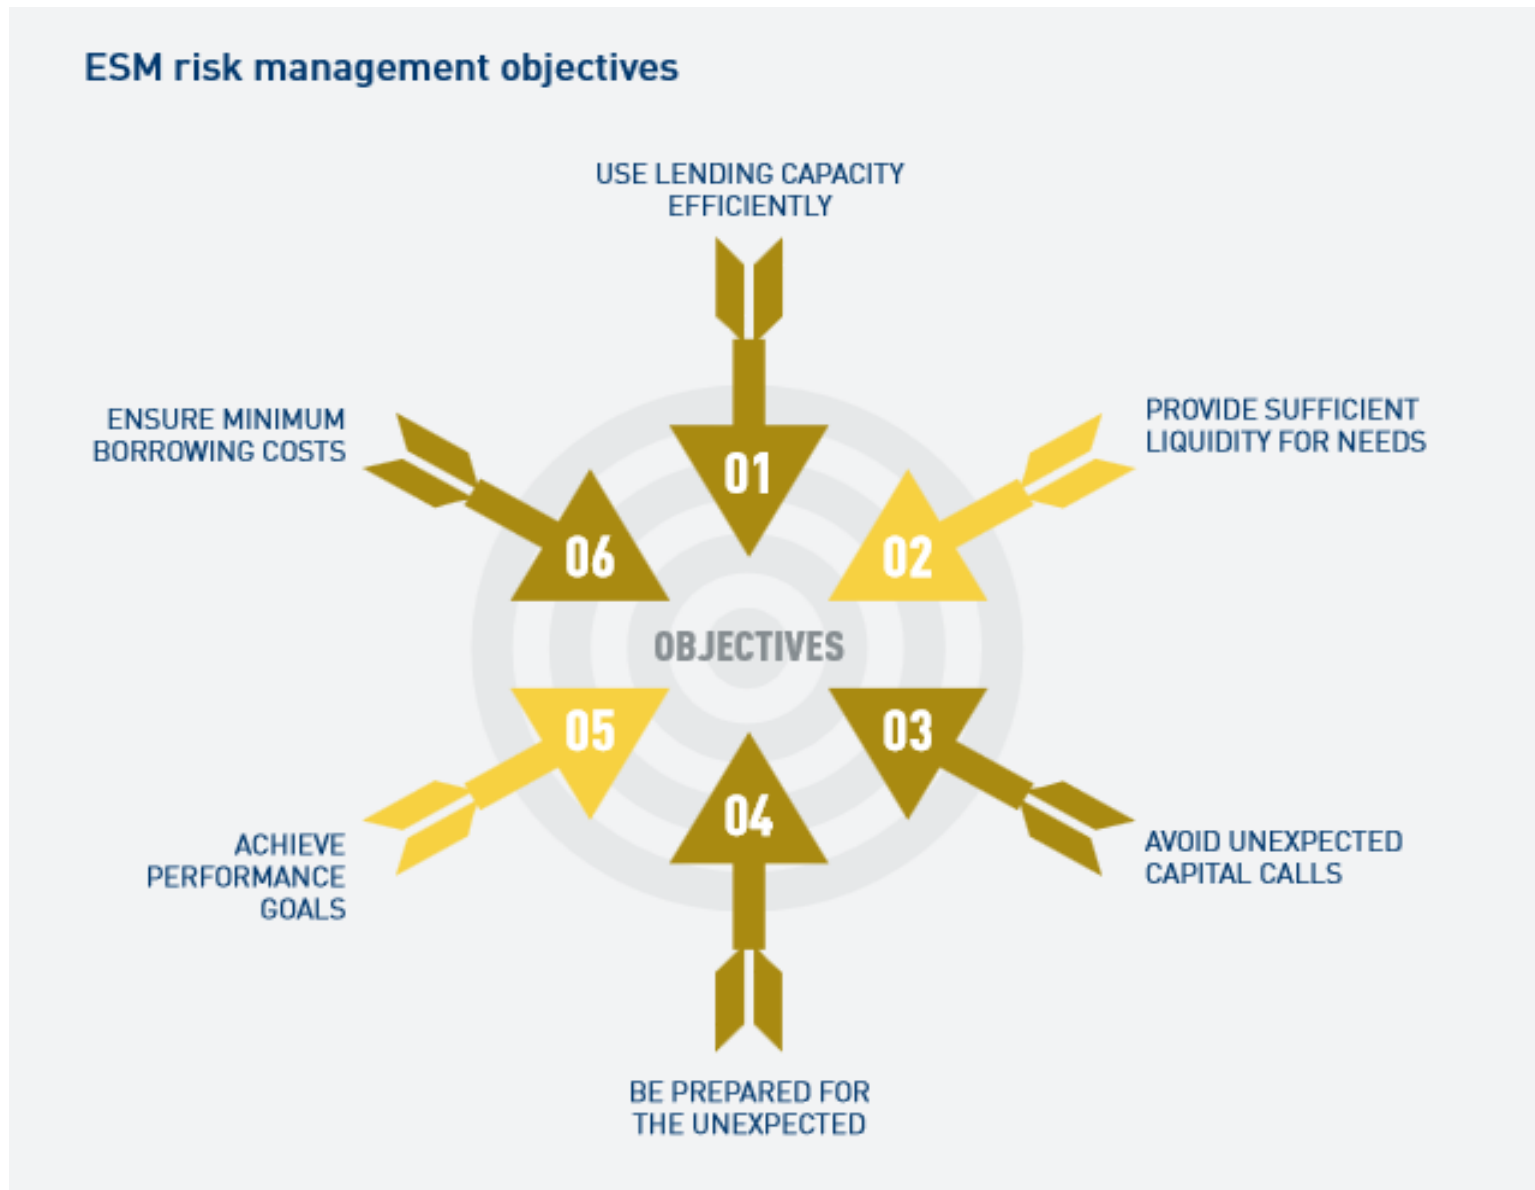 ESM risk management objectives
USE LENDING CAPACITY
EFFICIENTLY
01
PROVIDE SUFFICIENT
LIQUIDITY FOR NEEDS
02
AVOID UNEXPECTED
CAPITAL CALLS
03
BE PREPARED FOR
THE UNEXPECTED
04
ACHIEVE
PERFORMANCE
GOALS
05
ENSURE MINIMUM
BORROWING COSTS
06
OBJECTIVES